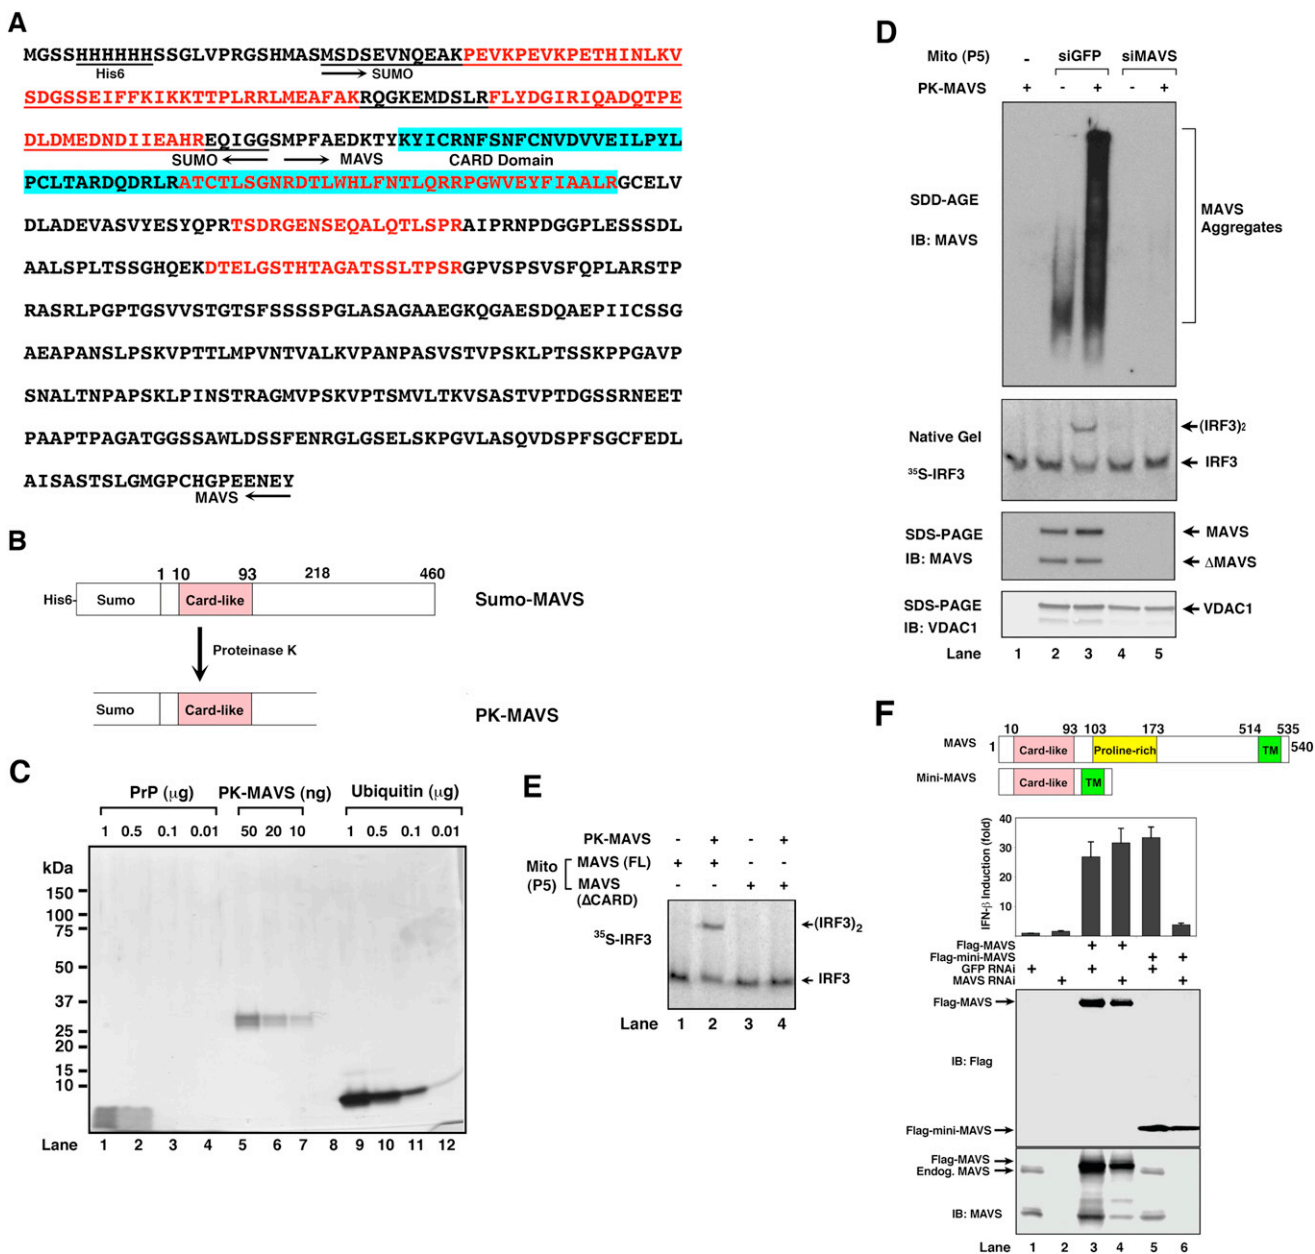 A
MGSSHHHHHHSSGLVPRGSHMASMSDSEVNQEAKPEVKPEVKPETHINLKV
His6 SUMO
SDGSSEIFFKIKKTTPLRRLMEAFAKRQGKEMDSLRFLYDGIRIQADQTPE
DLDMEDNDIIEAHREQIGGSMPFAEDKTYKYICRNFSNFCNVDVVEILPYL
SUMO MAVS CARD Domain
PCLTARDQDRLRATCTLSGNRDTLWHLFNTLQRRPGWVEYFIAALRGCELV
DLADEVASVYESYQPRTSDRGENSEQALQTLSPRAIPRNPDGGPLESSSDL
AALSPLTSSGHQEKDTELGSTHTAGATSSLTPSRGPVSPSVSFQPLARSTP
RASRLPGPTGSVVSTGTSFSSSSPGLASAGAAEGKQGAESDQAEPIICSSG
AEAPANSLPSKVPTTLMPVNTVALKVPANPASVSTVPSKLPTSSKPPGAVP
SNALTNPAPSKLPINSTRAGMVPSKVPTSMVLTKVSASTVPTDGSSRNEET
PAAPTPAGATGGSSAWLDSSFENRGLGSELSKPGVLASQVDSPFSGCFEDL
AISASTSLGMGPCHGPEENEY
MAVS
B
1 10 93 218 460
His6- Sumo Card-like Sumo-MAVS
Proteinase K
Sumo Card-like PK-MAVS
C
PrP (µg) PK-MAVS (ng) Ubiquitin (µg)
1 0.5 0.1 0.01 50 20 10 1 0.5 0.1 0.01
kDa
150
100
75
50
37
25
20
15
10
Lane 1 2 3 4 5 6 7 8 9 10 11 12
D
Mito (P5) - siGFP siMAVS
PK-MAVS + - + - +
SDD-AGE
IB: MAVS
MAVS
Aggregates
Native Gel
³⁵S-IRF3
(IRF3)₂
IRF3
SDS-PAGE
IB: MAVS
MAVS
ΔMAVS
SDS-PAGE
IB: VDAC1
VDAC1
Lane 1 2 3 4 5
E
PK-MAVS - + - +
Mito
(P5)
MAVS (FL) + + - -
MAVS
(ΔCARD)
- - + +
³⁵S-IRF3
(IRF3)₂
IRF3
Lane 1 2 3 4
F
10 93 103 173 514 535
MAVS 1 Card-like Proline-rich TM 540
Mini-MAVS Card-like TM
IFN-β Induction (fold)
40
30
20
10
Flag-MAVS + +
Flag-mini-MAVS + +
GFP RNAi + + +
MAVS RNAi + + +
Flag-MAVS
IB: Flag
Flag-mini-MAVS
Flag-MAVS
Endog. MAVS
IB: MAVS
Lane 1 2 3 4 5 6